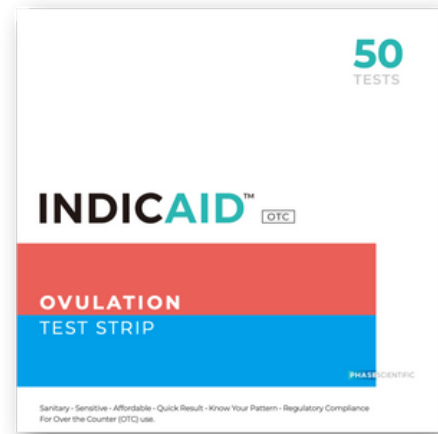 50
TESTS
INDICAID™ OTC
OVULATION
TEST STRIP
PHASESCIENTIFIC
Sanitary - Sensitive - Affordable - Quick Result - Know Your Pattern - Regulatory Compliance
For Over the Counter (OTC) use.